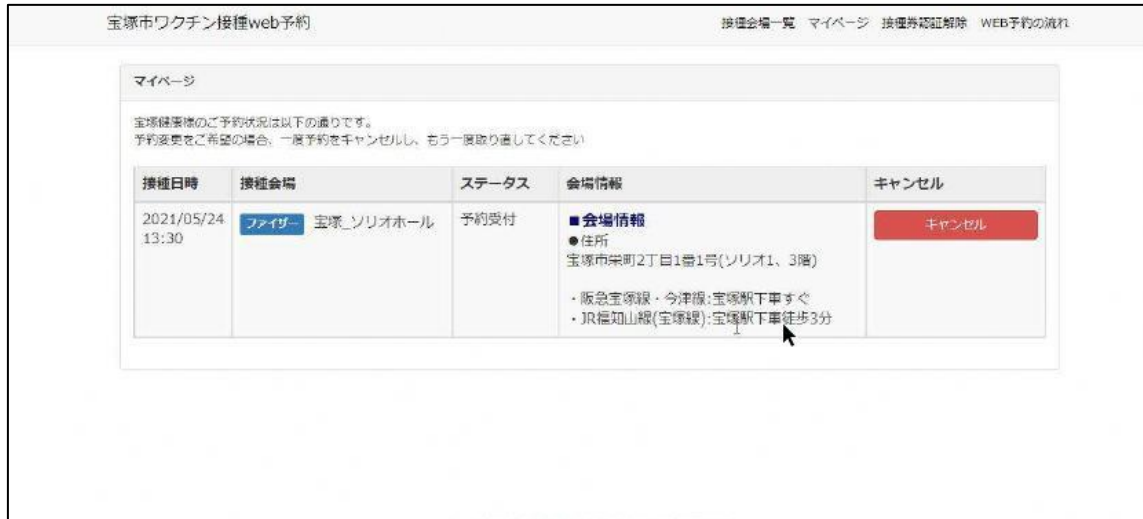 宝塚市ワクチン接種web予約
接種会場一覧 マイページ 接種券認証解除 WEB予約の流れ
マイページ
宝塚健康様のご予約状況は以下の通りです。
予約変更をご希望の場合、一度予約をキャンセルし、もう一度取り直してください
接種日時 接種会場 ステータス 会場情報 キャンセル
2021/05/24 ファイザー 宝塚_ソリオホール 予約受付 ■会場情報 キャンセル
13:30 ●住所
宝塚市栄町2丁目1番1号(ソリオ1、3階)
・阪急宝塚線・今津線:宝塚駅下車すぐ
・JR福知山線(宝塚線):宝塚駅下車徒歩3分